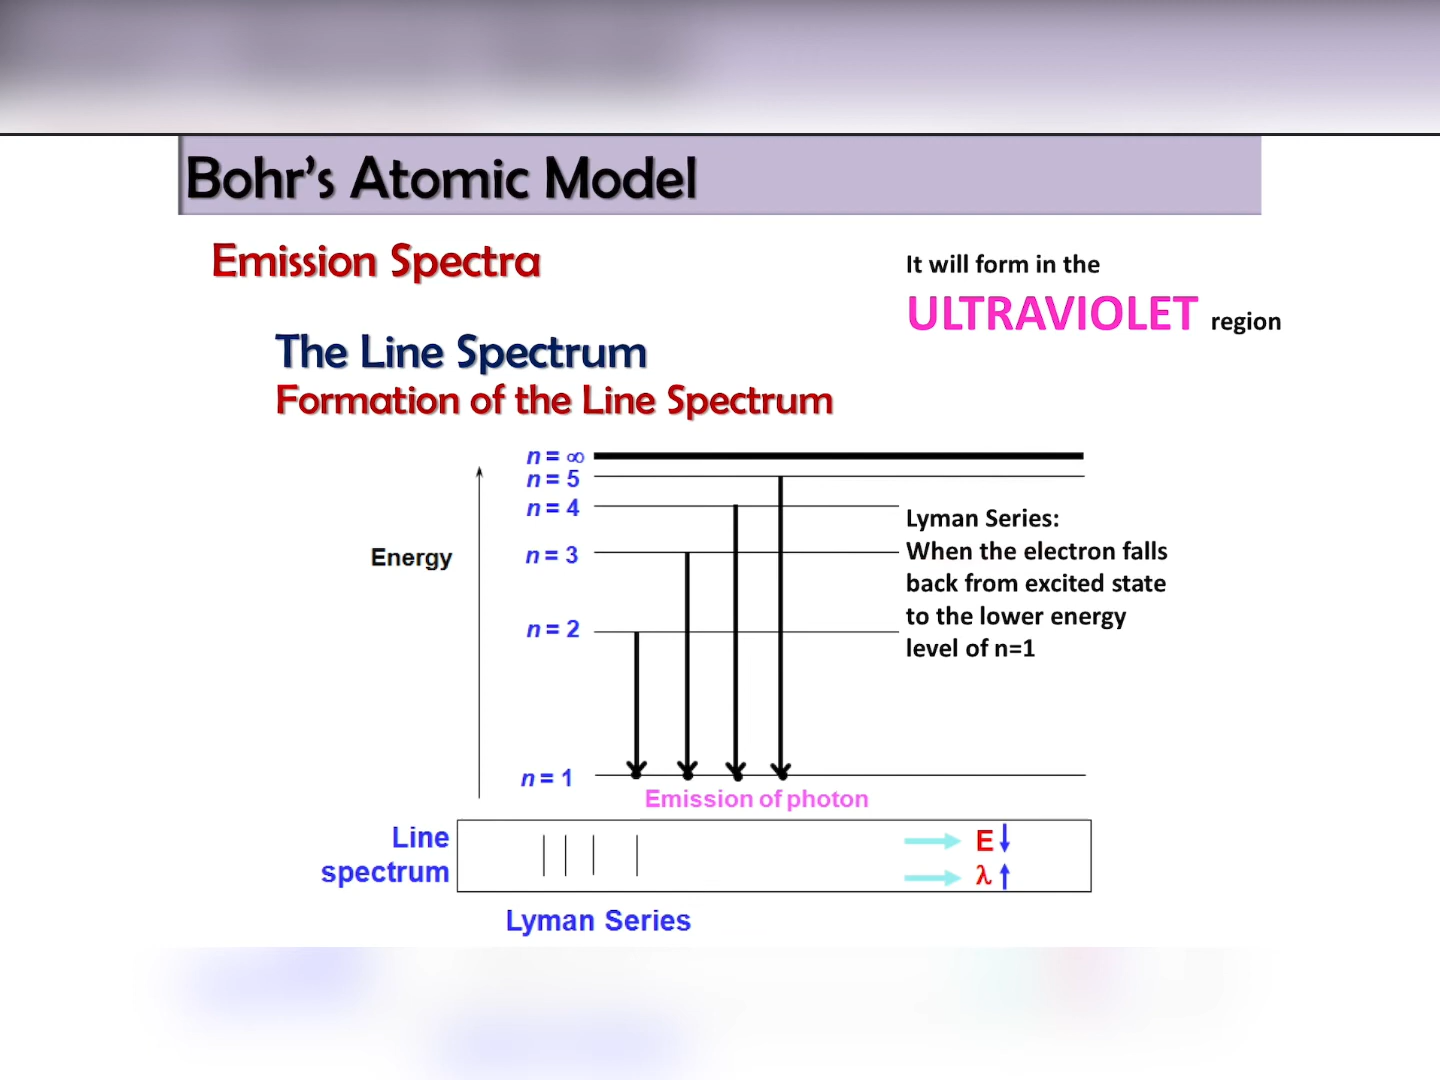 Bohr's Atomic Model
Emission Spectra
It will form in the
ULTRAVIOLET region
The Line Spectrum
Formation of the Line Spectrum
n = ∞
n = 5
n = 4
n = 3
n = 2
n = 1
Energy
Lyman Series:
When the electron falls
back from excited state
to the lower energy
level of n=1
Emission of photon
Line
spectrum
E
λ
Lyman Series